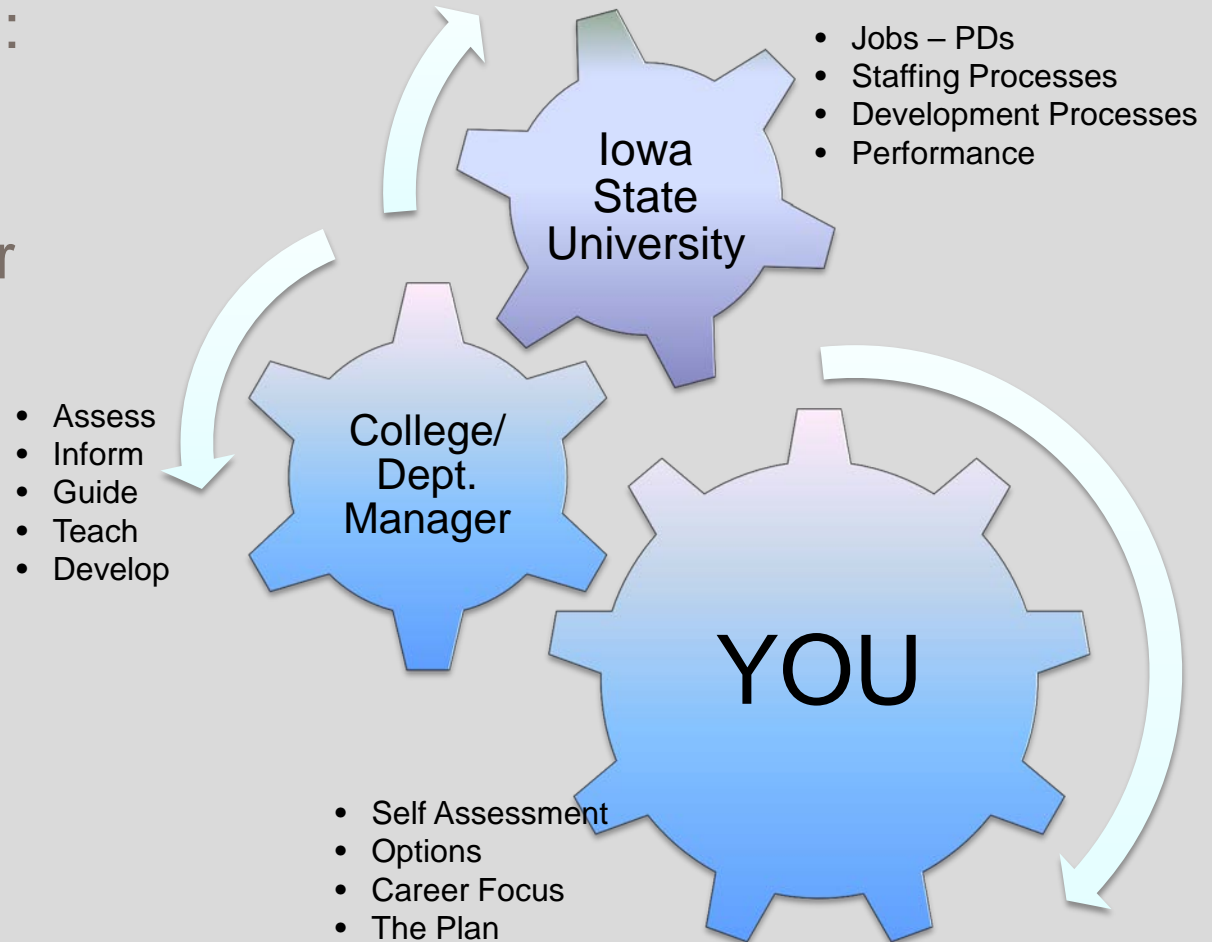 :
r
• Jobs – PDs
• Staffing Processes
• Development Processes
• Performance
Iowa
State
University
• Assess
• Inform
• Guide
• Teach
• Develop
College/
Dept.
Manager
YOU
• Self Assessment
• Options
• Career Focus
• The Plan